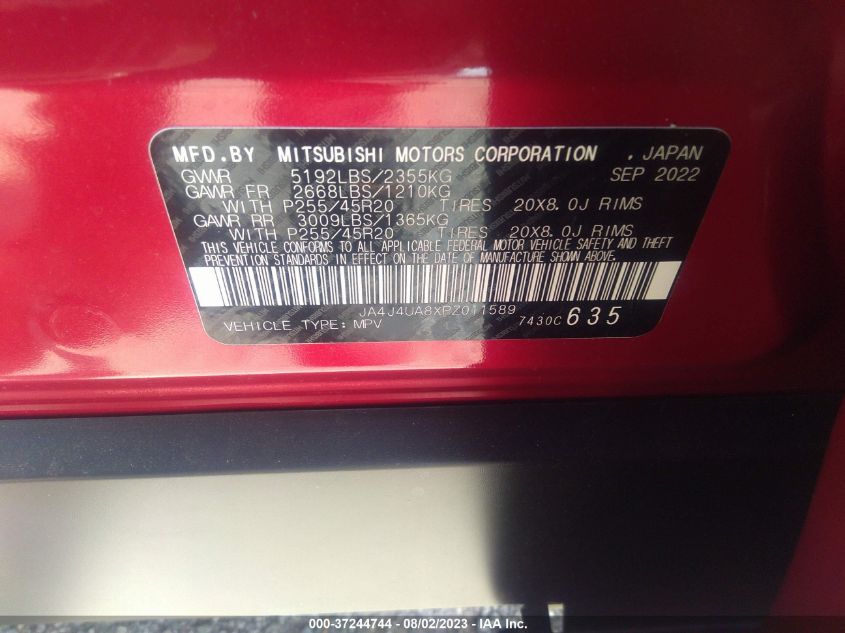 MFD.BY MITSUBISHI MOTORS CORPORATION . JAPAN
GVWR 5192LBS/2355KG SEP 2022
GAWR FR 2668LBS/1210KG
WITH P255/45R20 TIRES 20X8.0J RIMS
GAWR RR 3009LBS/1365KG
WITH P255/45R20 TIRES 20X8.0J RIMS
THIS VEHICLE CONFORMS TO ALL APPLICABLE FEDERAL MOTOR VEHICLE SAFETY AND THEFT
PREVENTION STANDARDS IN EFFECT ON THE DATE OF MANUFACTURE SHOWN ABOVE.
JA4J4UA8XPZ011589
VEHICLE TYPE: MPV 7430C 635
000-37244744 - 08/02/2023 - IAA Inc.